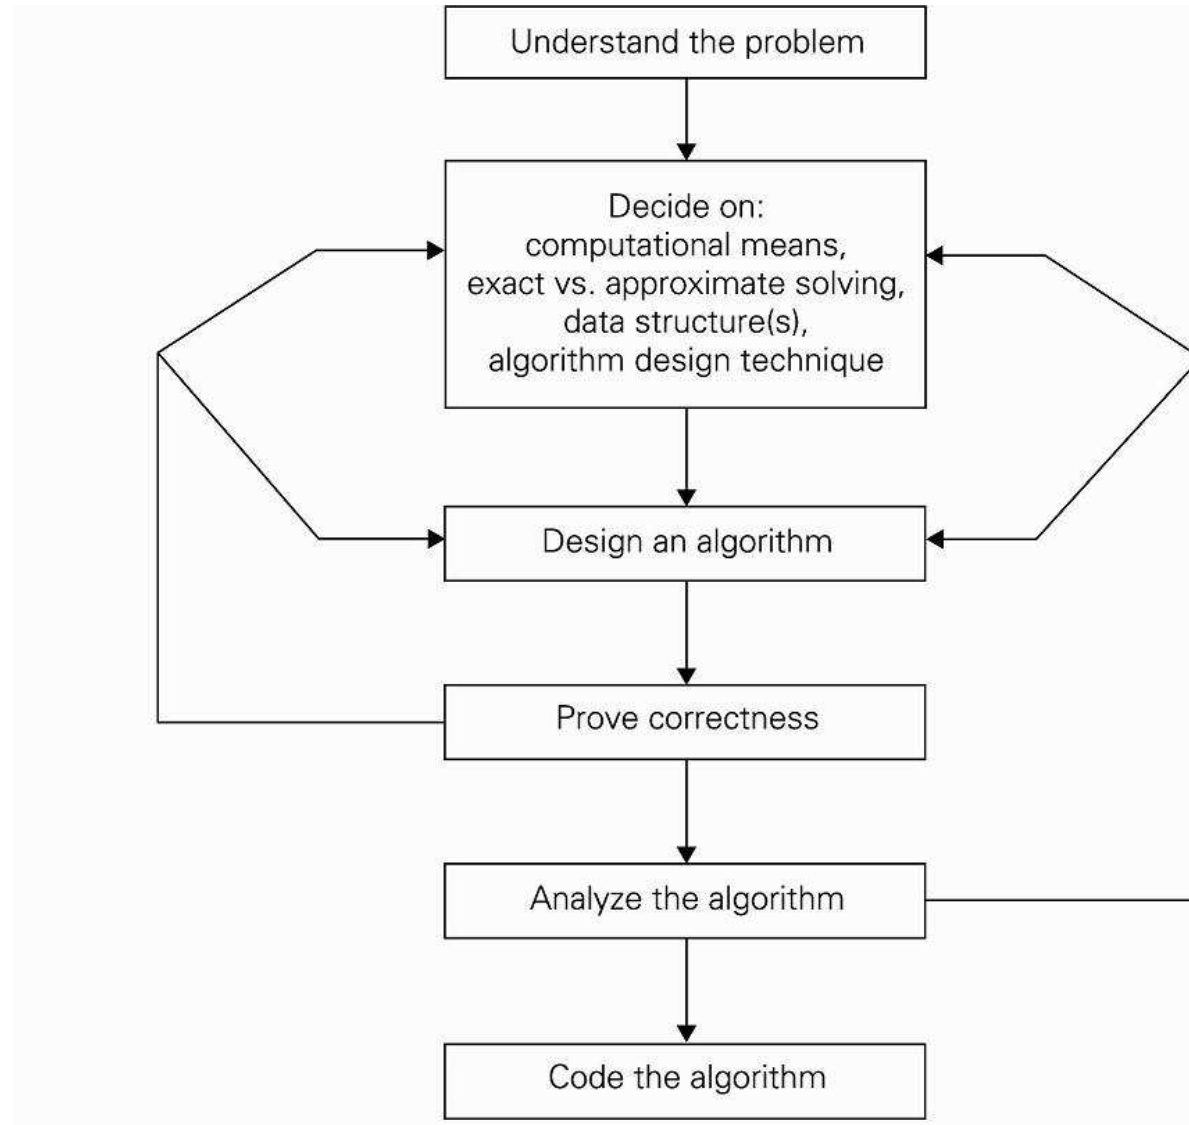 Understand the problem
Decide on:
computational means,
exact vs. approximate solving,
data structure(s),
algorithm design technique
Design an algorithm
Prove correctness
Analyze the algorithm
Code the algorithm